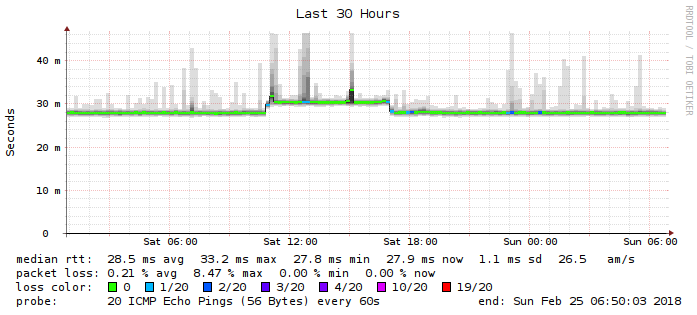 Last 30 Hours
RRDTOOL / TOBI OETIKER
Seconds
40 m
30 m
20 m
10 m
0
Sat 06:00 Sat 12:00 Sat 18:00 Sun 00:00 Sun 06:00
median rtt: 28.5 ms avg 33.2 ms max 27.8 ms min 27.9 ms now 1.1 ms sd 26.5 am/s
packet loss: 0.21 % avg 8.47 % max 0.00 % min 0.00 % now
loss color: 0 1/20 2/20 3/20 4/20 10/20 19/20
probe: 20 ICMP Echo Pings (56 Bytes) every 60s end: Sun Feb 25 06:50:03 2018